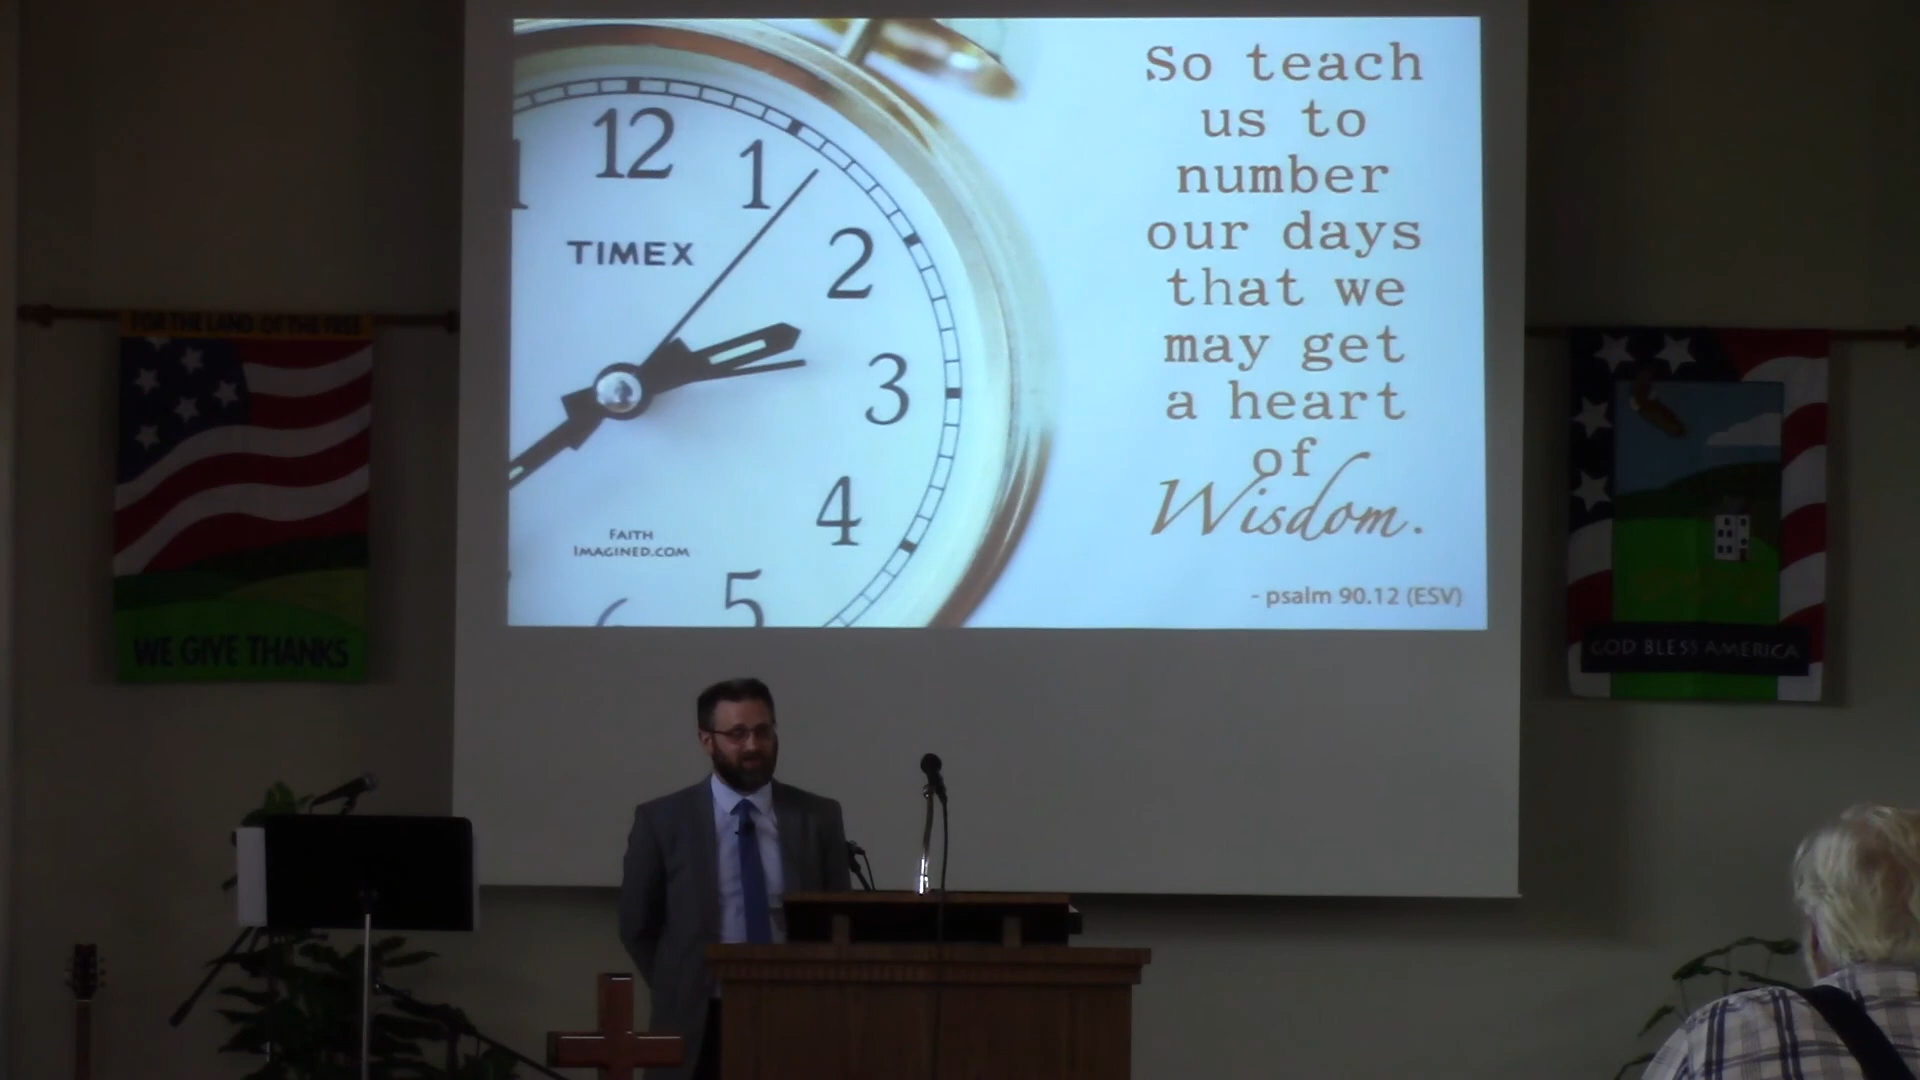 So teach
us to
number
our days
that we
may get
a heart
of
Wisdom.
- psalm 90.12 (ESV)
12
1
2
3
4
5
6
TIMEX
FAITH
IMAGINED.COM
FOR THE LAND OF THE FREE
WE GIVE THANKS
GOD BLESS AMERICA